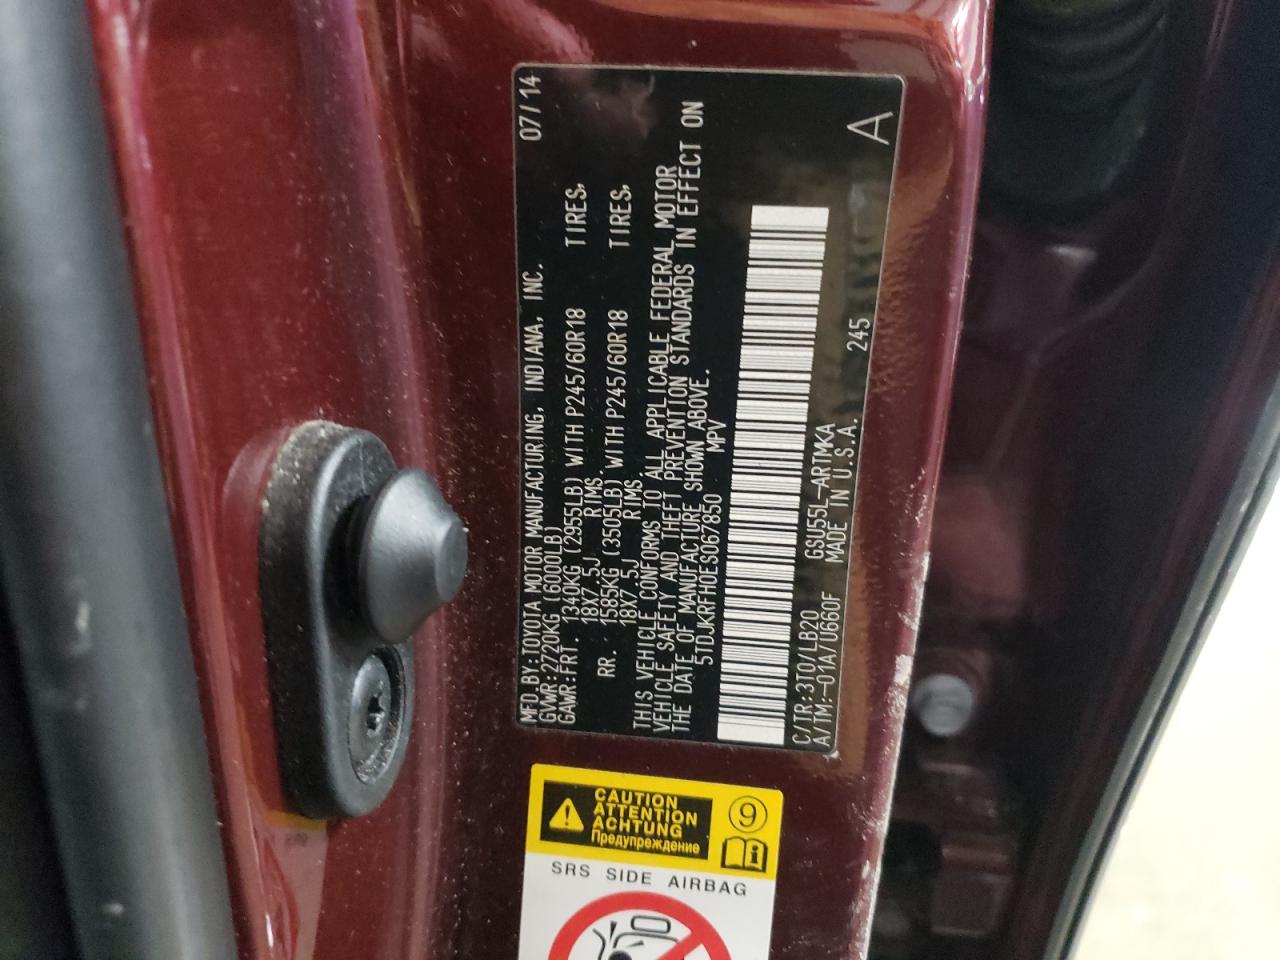 MFD.BY:TOYOTA MOTOR MANUFACTURING, INDIANA, INC. 07/14
GVWR:2720KG (6000LB)
GAWR:FRT. 1340KG (2955LB) WITH P245/60R18 TIRES,
18X7.5J RIMS.
RR. 1585KG (3505LB) WITH P245/60R18 TIRES,
18X7.5J RIMS.
THIS VEHICLE CONFORMS TO ALL APPLICABLE FEDERAL MOTOR
VEHICLE SAFETY AND THEFT PREVENTION STANDARDS IN EFFECT ON
THE DATE OF MANUFACTURE SHOWN ABOVE.
5TDJKRFH0ES067850 MPV
C/TR:3T0/LB20 GSU55L-ARTMKA
A/TM:-01A/U660F MADE IN U.S.A. 245
A
CAUTION
ATTENTION
ACHTUNG
Предупреждение
9
SRS SIDE AIRBAG